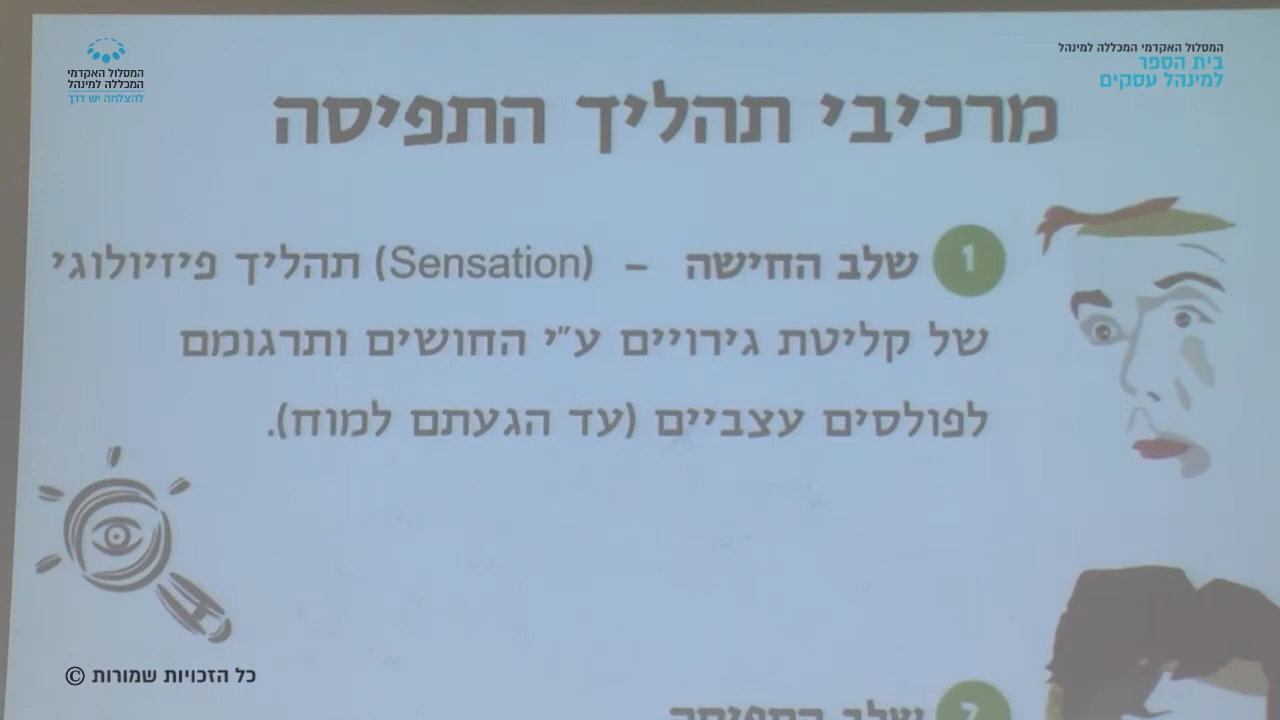 המסלול האקדמי המכללה למינהל
בית הספר
למינהל עסקים
המסלול האקדמי
המכללה למינהל
להצלחה יש דרך
מרכיבי תהליך התפיסה
1 שלב החישה – (Sensation) תהליך פיזיולוגי
של קליטת גירויים ע"י החושים ותרגומם
לפולסים עצביים (עד הגעתם למוח).
2 שלב התפיסה
כל הזכויות שמורות ©